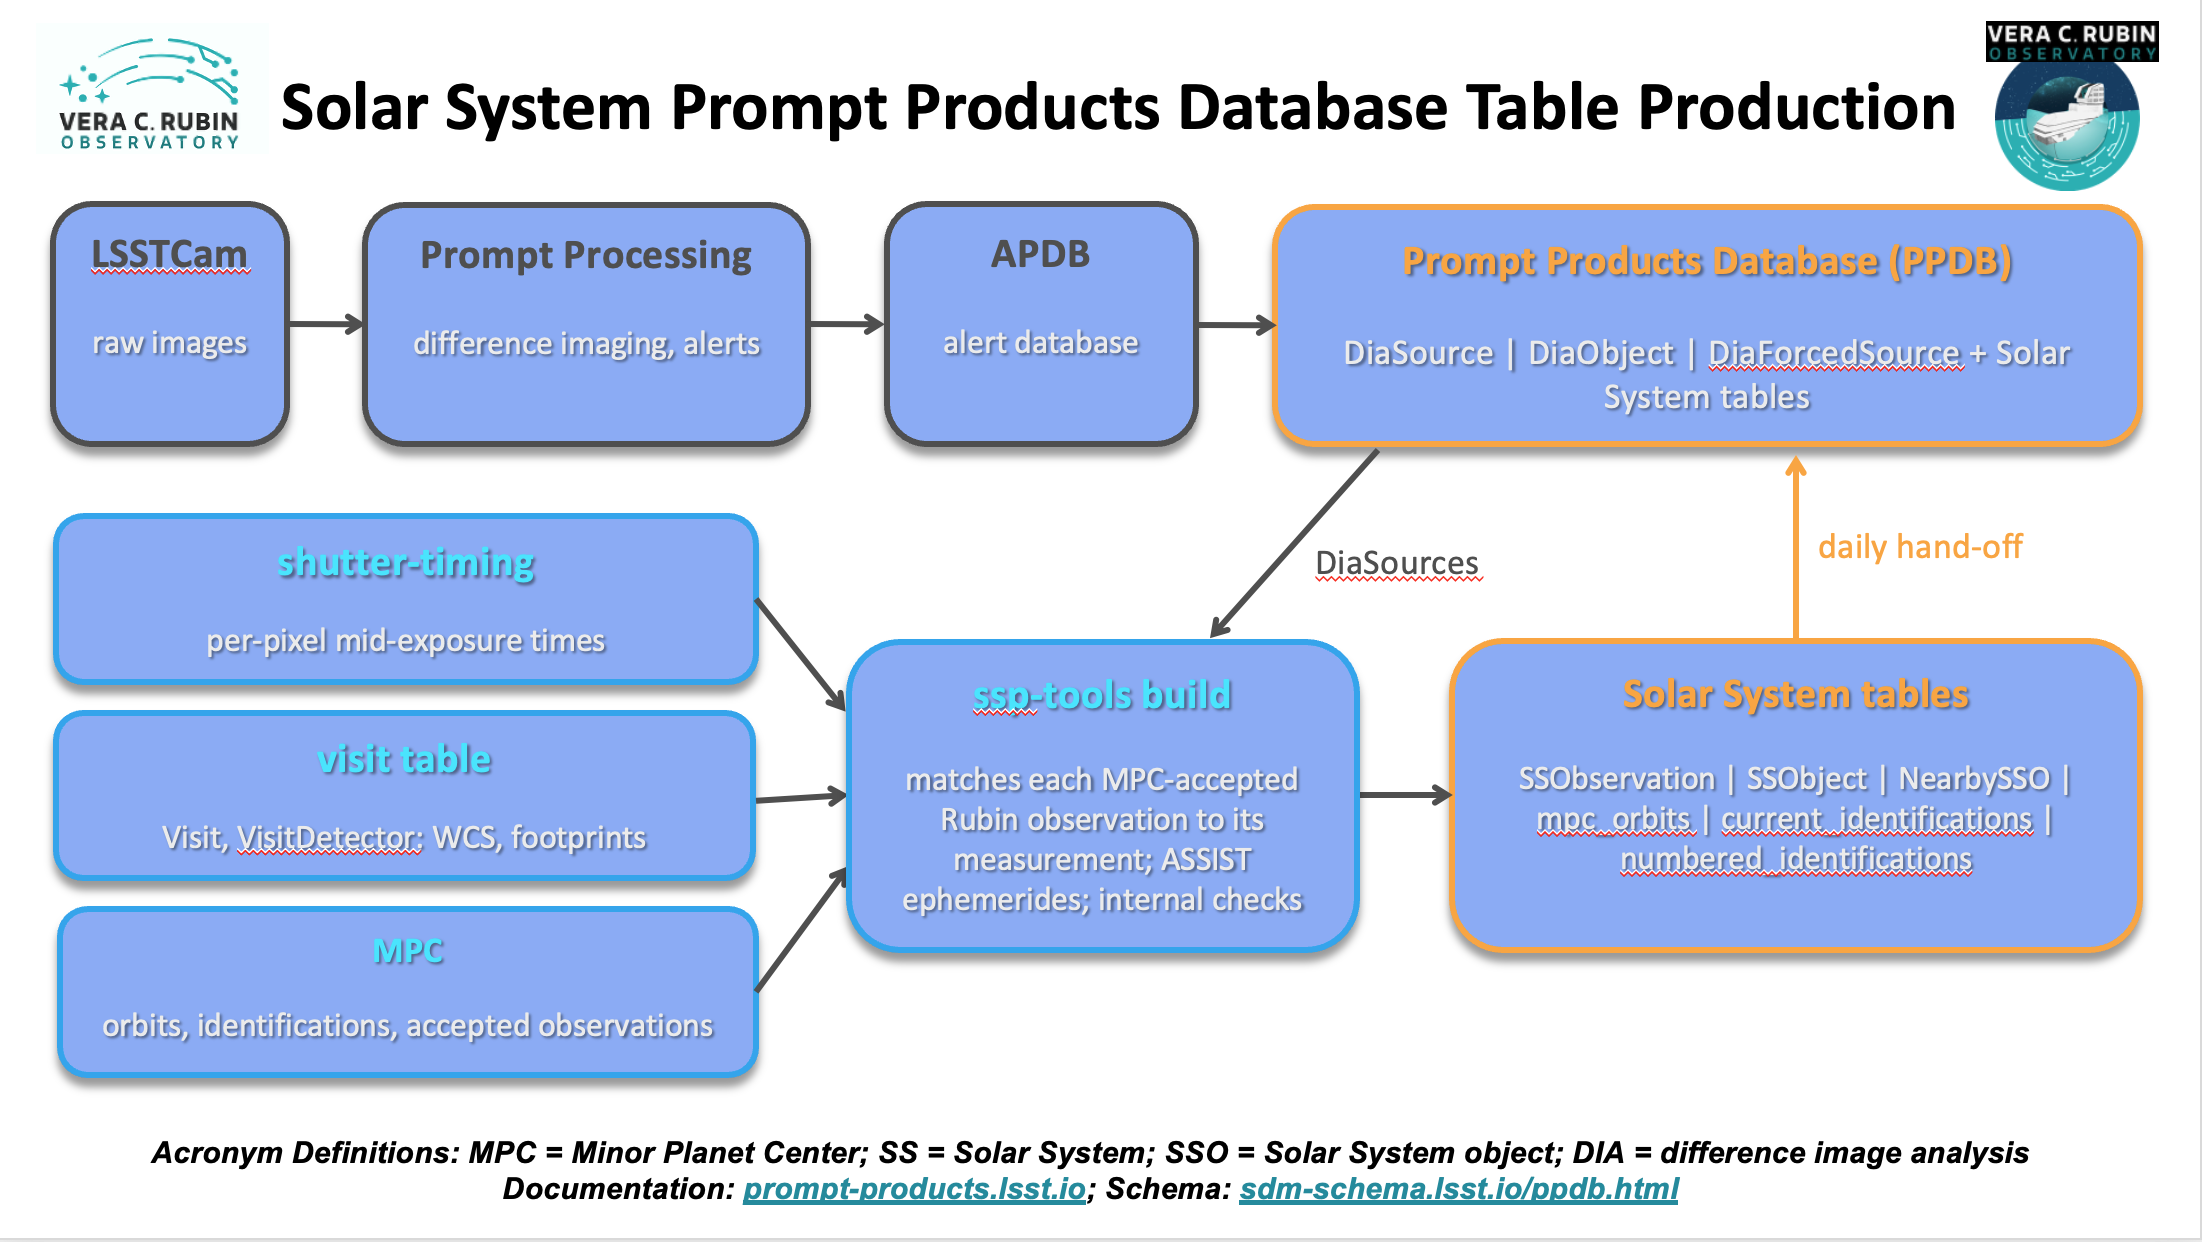 VERA C. RUBIN
OBSERVATORY
Solar System Prompt Products Database Table Production
VERA C. RUBIN
OBSERVATORY
LSSTCam
raw images
Prompt Processing
difference imaging, alerts
APDB
alert database
Prompt Products Database (PPDB)
DiaSource | DiaObject | DiaForcedSource + Solar
System tables
shutter-timing
per-pixel mid-exposure times
DiaSources
daily hand-off
visit table
Visit, VisitDetector: WCS, footprints
MPC
orbits, identifications, accepted observations
ssp-tools build
matches each MPC-accepted
Rubin observation to its
measurement; ASSIST
ephemerides; internal checks
Solar System tables
SSObservation | SSObject | NearbySSO |
mpc_orbits | current_identifications |
numbered_identifications
Acronym Definitions: MPC = Minor Planet Center; SS = Solar System; SSO = Solar System object; DIA = difference image analysis
Documentation: prompt-products.lsst.io; Schema: sdm-schema.lsst.io/ppdb.html